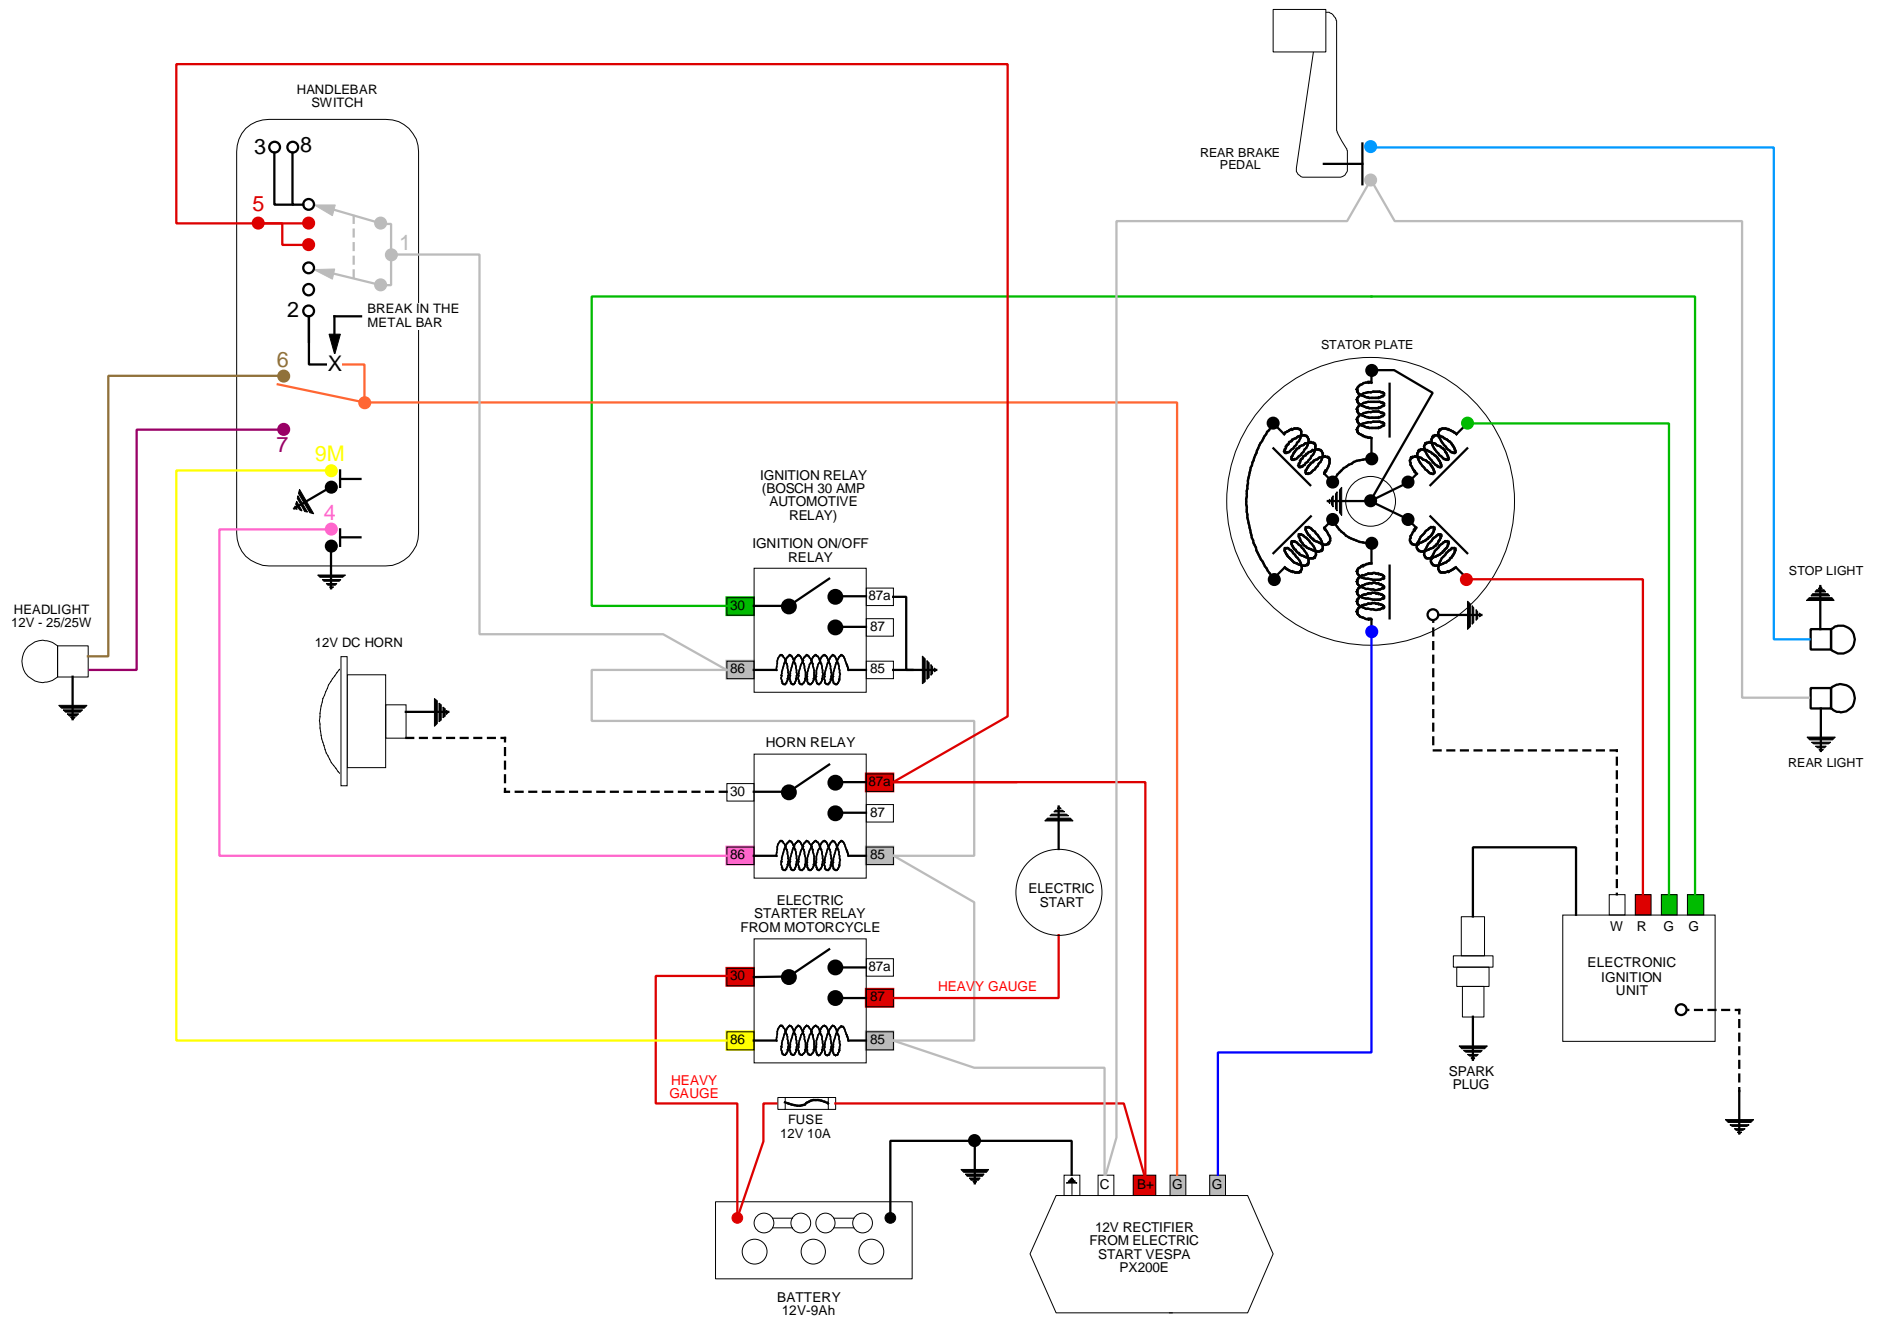 HANDLEBAR
SWITCH
3
8
5
1
2
BREAK IN THE
METAL BAR
X
6
7
9M
4
HEADLIGHT
12V - 25/25W
12V DC HORN
IGNITION RELAY
(BOSCH 30 AMP
AUTOMOTIVE
RELAY)
IGNITION ON/OFF
RELAY
30
87a
87
86
85
HORN RELAY
30
87a
87
86
85
ELECTRIC
STARTER RELAY
FROM MOTORCYCLE
30
87a
87
86
85
HEAVY GAUGE
HEAVY
GAUGE
ELECTRIC
START
FUSE
12V 10A
BATTERY
12V-9Ah
C
B+
G
G
12V RECTIFIER
FROM ELECTRIC
START VESPA
PX200E
REAR BRAKE
PEDAL
STATOR PLATE
STOP LIGHT
REAR LIGHT
W
R
G
G
ELECTRONIC
IGNITION
UNIT
SPARK
PLUG